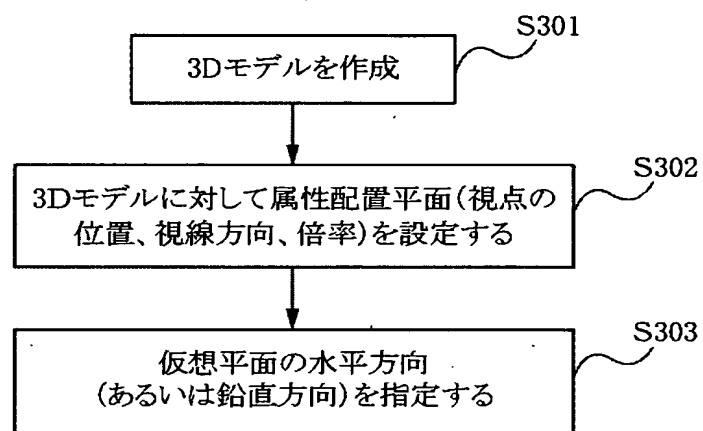 S301
3Dモデルを作成
S302
3Dモデルに対して属性配置平面(視点の
位置、視線方向、倍率)を設定する
S303
仮想平面の水平方向
(あるいは鉛直方向)を指定する